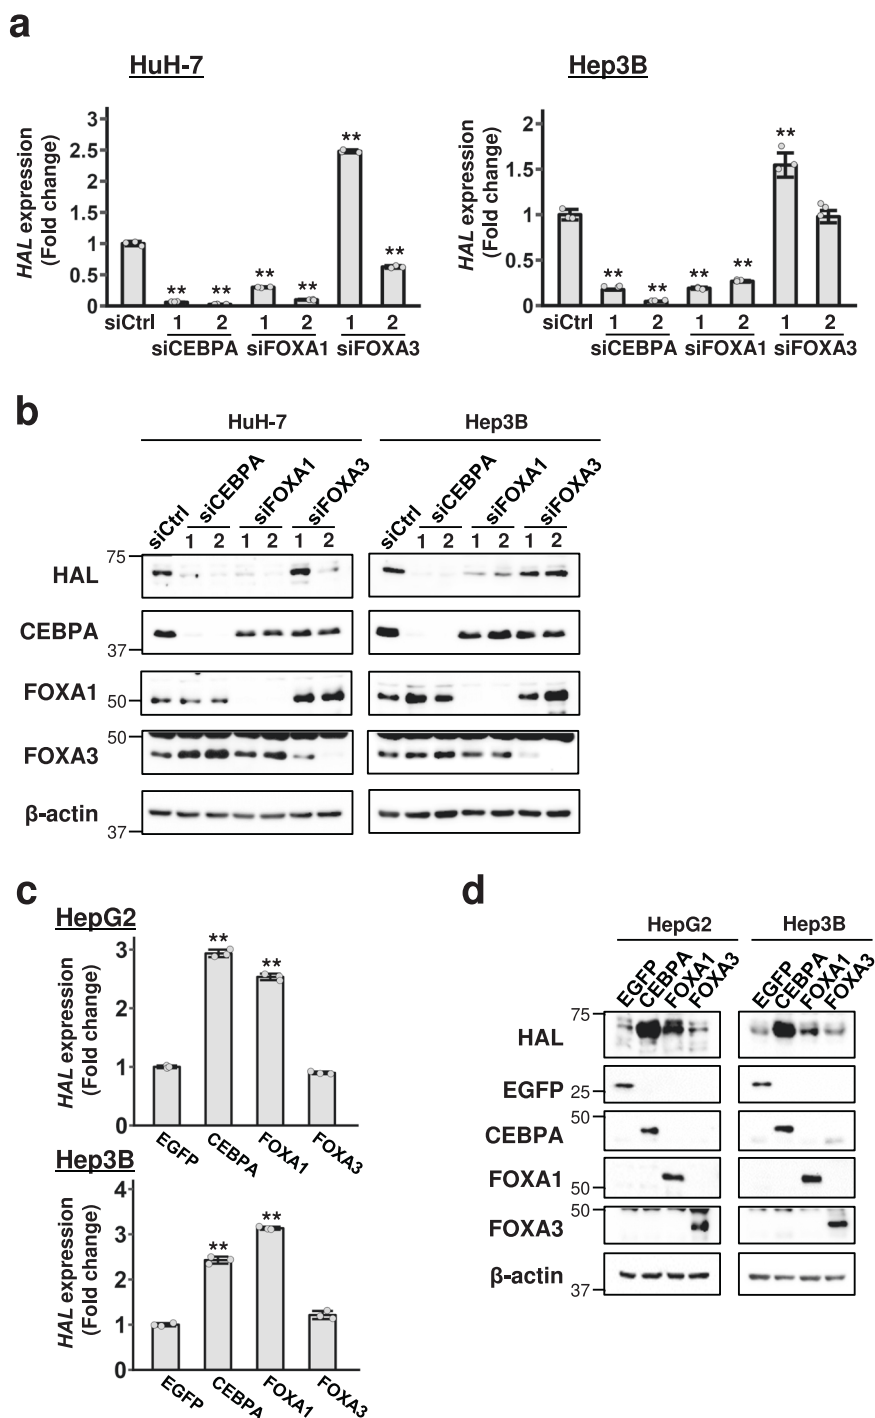 a
HuH-7
HAL expression
(Fold change)
3
2.5
2
1.5
1
0.5
0
**
**
**
**
**
**
siCtrl 1 2 1 2 1 2
siCEBPA siFOXA1 siFOXA3
Hep3B
HAL expression
(Fold change)
2
1.5
1
0.5
0
**
**
**
**
**
siCtrl 1 2 1 2 1 2
siCEBPA siFOXA1 siFOXA3
b
HuH-7 Hep3B
siCtrl siCEBPA siFOXA1 siFOXA3 siCtrl siCEBPA siFOXA1 siFOXA3
1 2 1 2 1 2 1 2 1 2 1 2
75
HAL
CEBPA
37
FOXA1
50
50
FOXA3
β-actin
37
c
HepG2
HAL expression
(Fold change)
3
2
1
0
**
**
EGFP CEBPA FOXA1 FOXA3
Hep3B
HAL expression
(Fold change)
4
3
2
1
0
**
**
EGFP CEBPA FOXA1 FOXA3
d
HepG2 Hep3B
EGFP CEBPA FOXA1 FOXA3 EGFP CEBPA FOXA1 FOXA3
75
HAL
EGFP
25
50
CEBPA
FOXA1
50
50
FOXA3
β-actin
37